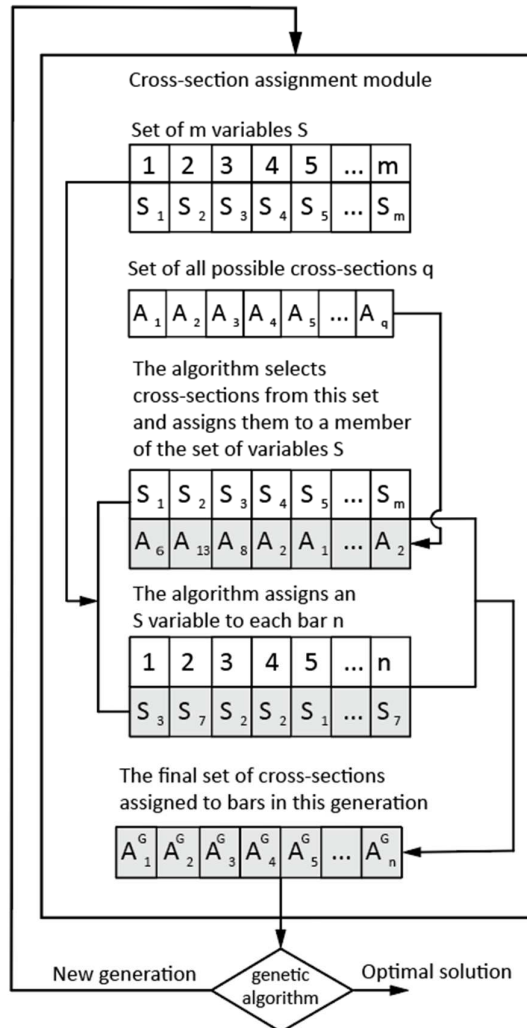 Cross-section assignment module
Set of m variables S
1 2 3 4 5 ... m
S1 S2 S3 S4 S5 ... Sm
Set of all possible cross-sections q
A1 A2 A3 A4 A5 ... Aq
The algorithm selects
cross-sections from this set
and assigns them to a member
of the set of variables S
S1 S2 S3 S4 S5 ... Sm
A6 A13 A8 A2 A1 ... A2
The algorithm assigns an
S variable to each bar n
1 2 3 4 5 ... n
S3 S7 S2 S2 S1 ... S7
The final set of cross-sections
assigned to bars in this generation
A1G A2G A3G A4G A5G ... AnG
New generation
genetic
algorithm
Optimal solution